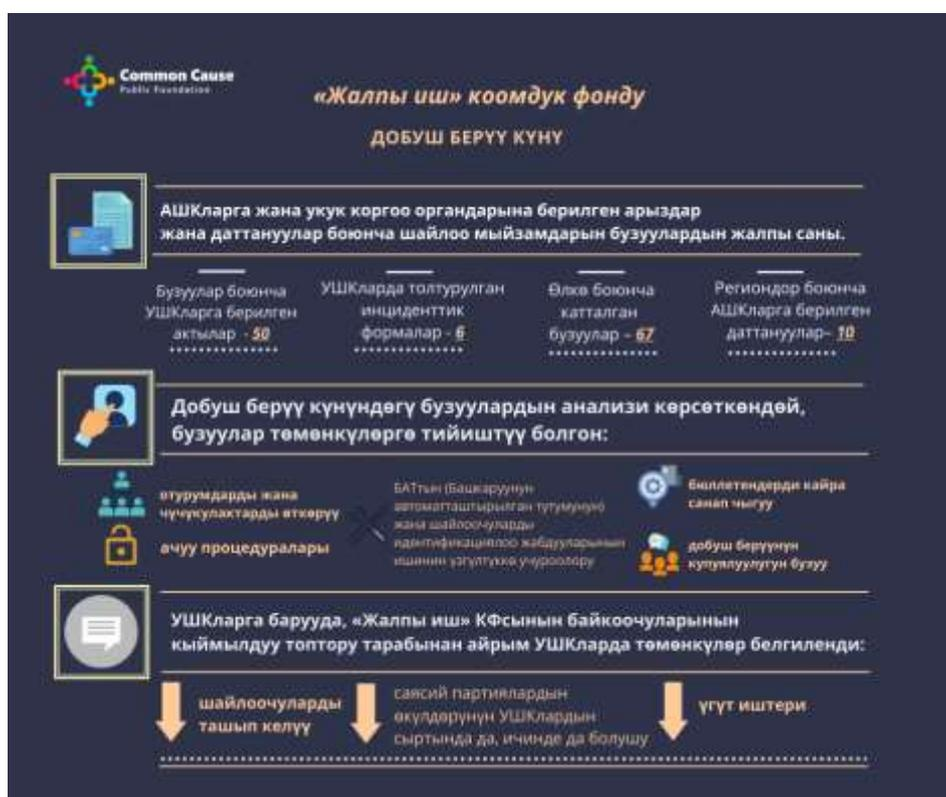 Common Cause
Public Foundation
«Жалпы иш» коомдук фонду
ДОБУШ БЕРҮҮ КҮНҮ
АШКларга жана укук коргоо органдарына берилген арыздар
жана даттануулар боюнча шайлоо мыйзамдарын бузуулардын жалпы саны.
Бузуулар боюнча
УШКларга берилген
актылар - 50
УШКларда толтурулган
инциденттик
формалар - 6
Өлкө боюнча
катталган
бузуулар – 67
Региондор боюнча
АШКларга берилген
даттануулар– 10
Добуш берүү күнүндөгү бузуулардын анализи көрсөткөндөй,
бузуулар төмөнкүлөргө тийиштүү болгон:
отурумдарды жана
чүчүкулактарды өткөрүү
ачуу процедуралары
БАТтын (Башкаруунун
автоматташтырылган тутумунун)
жана шайлоочуларды
идентификациялоо жабдууларынын
ишинин үзгүлтүккө учуроолору
бюллетендерди кайра
санап чыгуу
добуш берүүнүн
купуялуулугун бузуу
УШКларга барууда, «Жалпы иш» КФсынын байкоочуларынын
кыймылдуу топтору тарабынан айрым УШКларда төмөнкүлөр белгиленди:
шайлоочуларды
ташып келүү
саясий партиялардын
өкүлдөрүнүн УШКлардын
сыртында да, ичинде да болушу
үгүт иштери